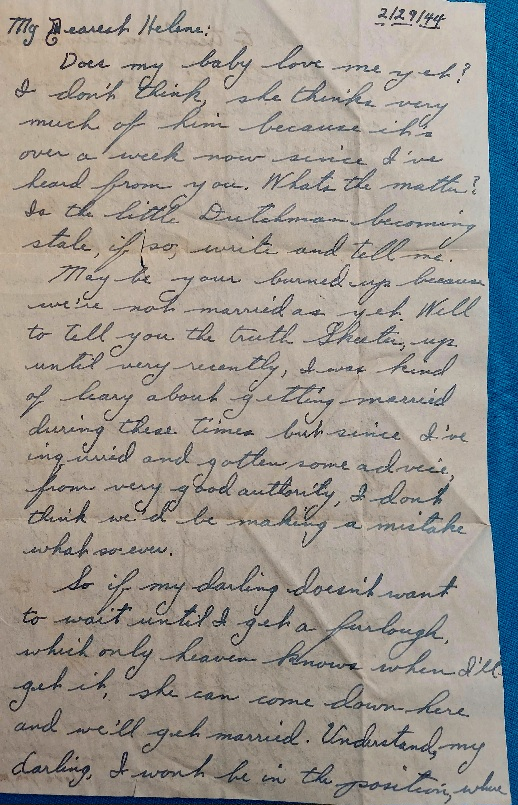 2/29/44
My Dearest Helene:
Does my baby love me yet?
I don't think, she thinks very
much of him because it's
over a week now since I've
heard from you. Whats the matter?
Is the little Dutchman becoming
stale, if so, write and tell me.
May be your burned up because
we're not married as yet. Well
to tell you the truth Skeeter, up
until very recently, I was kind
of leary about getting married
during these times but since I've
inquired and gotten some advice,
from very good authority, I don't
think we'd be making a mistake
what so ever.
So if my darling doesn't want
to wait until I get a furlough,
which only heaven knows when I'll
get it, she can come down here
and we'll get married. Understand, my
darling, I won't be in the position, where